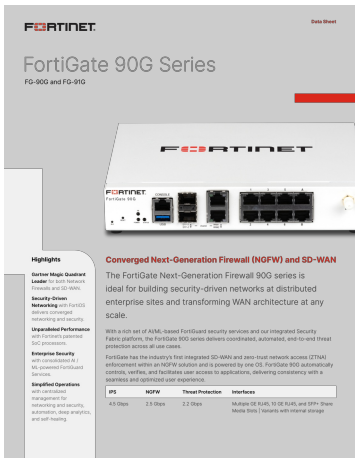 FORTINET
Data Sheet
FortiGate 90G Series
FG-90G and FG-91G
FORTINET
FORTINET
FortiGate 90G
CONSOLE
USB
Highlights
Gartner Magic Quadrant
Leader for both Network
Firewalls and SD-WAN.
Security-Driven
Networking with FortiOS
delivers converged
networking and security.
Unparalleled Performance
with Fortinet's patented
SoC processors.
Enterprise Security
with consolidated AI /
ML-powered FortiGuard
Services.
Simplified Operations
with centralized
management for
networking and security,
automation, deep analytics,
and self-healing.
Converged Next-Generation Firewall (NGFW) and SD-WAN
The FortiGate Next-Generation Firewall 90G series is
ideal for building security-driven networks at distributed
enterprise sites and transforming WAN architecture at any
scale.
With a rich set of AI/ML-based FortiGuard security services and our integrated Security
Fabric platform, the FortiGate 90G series delivers coordinated, automated, end-to-end threat
protection across all use cases.
FortiGate has the industry's first integrated SD-WAN and zero-trust network access (ZTNA)
enforcement within an NGFW solution and is powered by one OS. FortiGate 90G automatically
controls, verifies, and facilitates user access to applications, delivering consistency with a
seamless and optimized user experience.
IPS NGFW Threat Protection Interfaces
4.5 Gbps 2.5 Gbps 2.2 Gbps Multiple GE RJ45, 10 GE RJ45, and SFP+ Share
Media Slots | Variants with internal storage